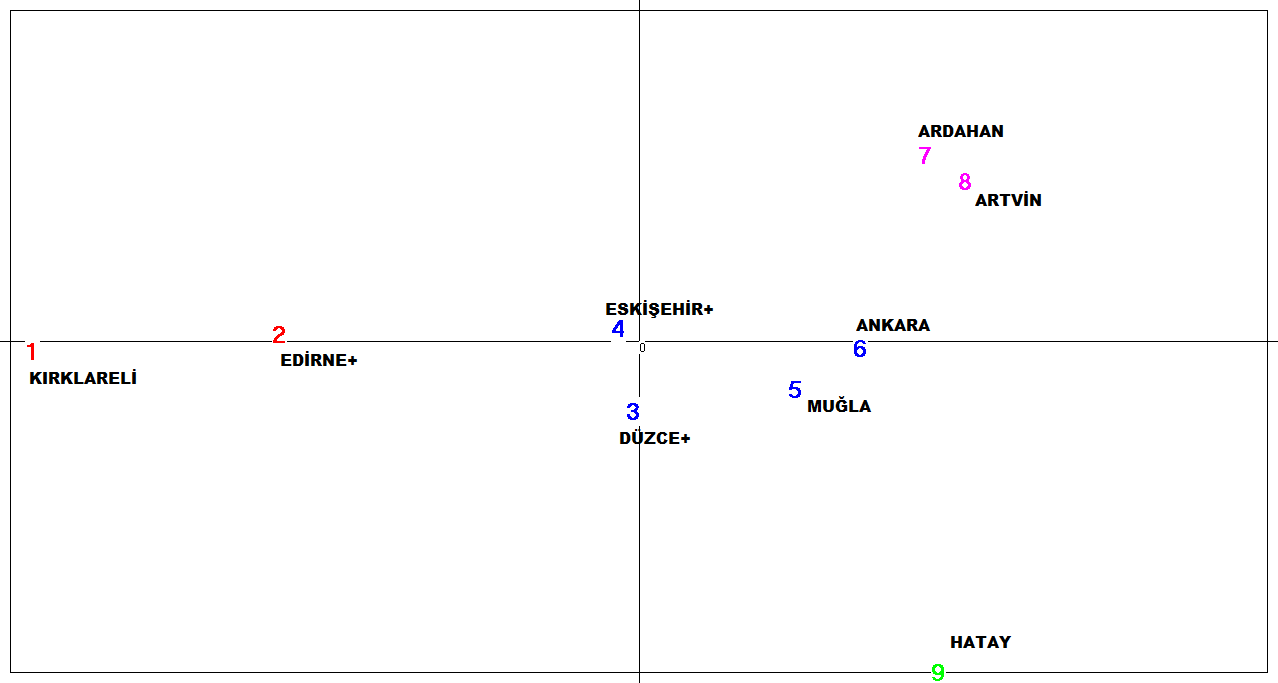 ARDAHAN
7
8
ARTVİN
ESKİŞEHİR+
4
ANKARA
2
0
6
1
EDİRNE+
KIRKLARELİ
5
MUĞLA
3
DÜZCE+
HATAY
9